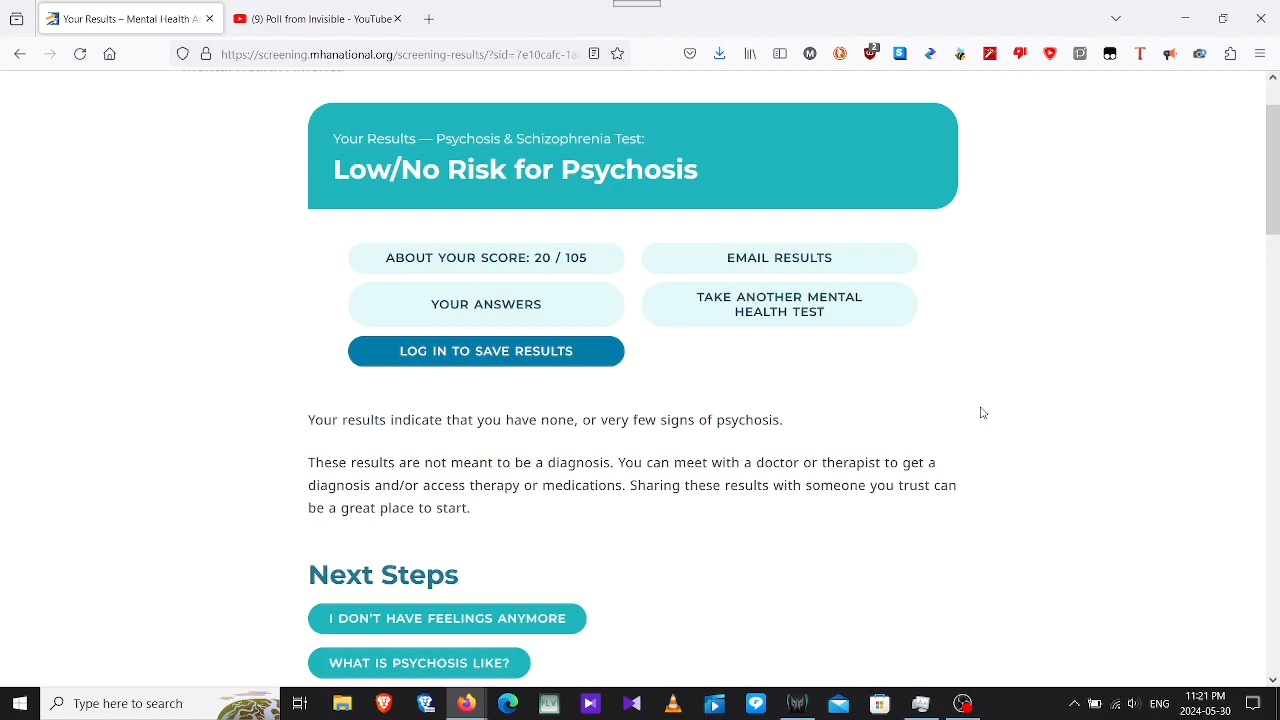 Your Results – Mental Health Am
(9) Poll from Invisible - YouTube
https://screening.mhanational.org/screening-results/?sid=7e10cafc-1a
2
Your Results — Psychosis & Schizophrenia Test:
Low/No Risk for Psychosis
ABOUT YOUR SCORE: 20 / 105
EMAIL RESULTS
YOUR ANSWERS
TAKE ANOTHER MENTAL
HEALTH TEST
LOG IN TO SAVE RESULTS
Your results indicate that you have none, or very few signs of psychosis.
These results are not meant to be a diagnosis. You can meet with a doctor or therapist to get a
diagnosis and/or access therapy or medications. Sharing these results with someone you trust can
be a great place to start.
Next Steps
I DON'T HAVE FEELINGS ANYMORE
WHAT IS PSYCHOSIS LIKE?
Type here to search
FLV
ENG
11:21 PM
2024-05-30